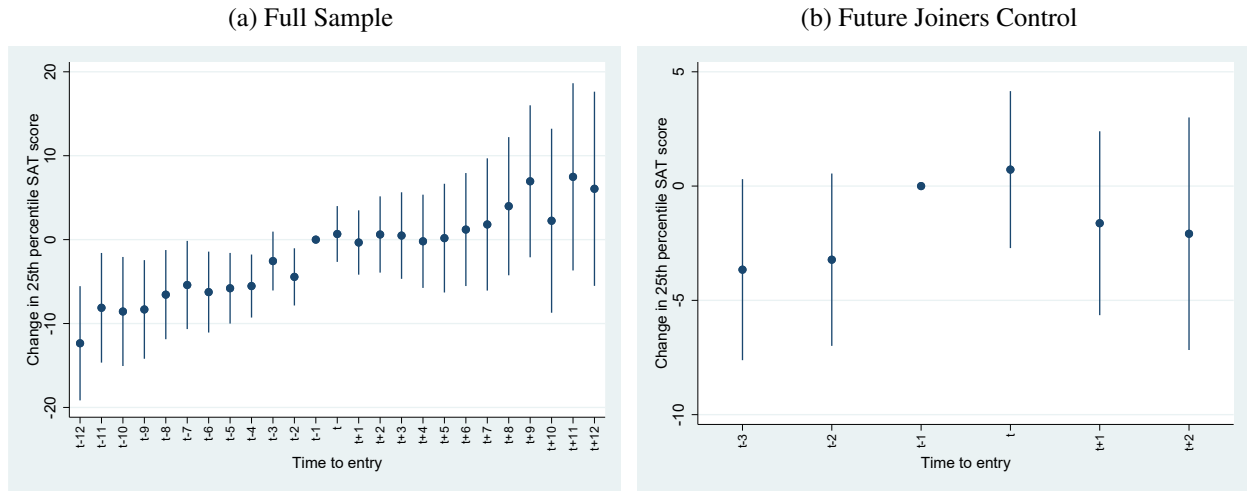 (a) Full Sample
Change in 25th percentile SAT score
20
10
0
-10
-20
t-12
t-11
t-10
t-9
t-8
t-7
t-6
t-5
t-4
t-3
t-2
t-1
t
t+1
t+2
t+3
t+4
t+5
t+6
t+7
t+8
t+9
t+10
t+11
t+12
Time to entry
(b) Future Joiners Control
Change in 25th percentile SAT score
5
0
-5
-10
t-3
t-2
t-1
t
t+1
t+2
Time to entry